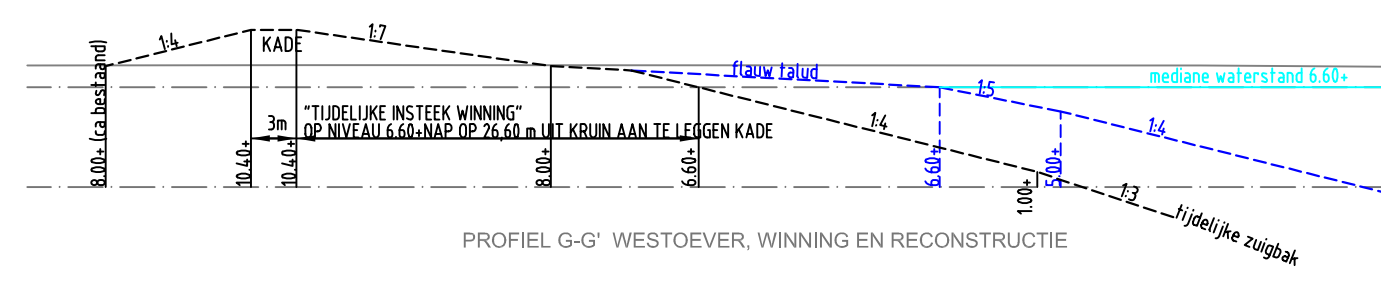 1:4
KADE
1:7
flauw talud
mediane waterstand 6.60+
1:5
8.00+ (ca bestaand)
3m
"TIJDELIJKE INSTEEK WINNING"
OP NIVEAU 6.60+NAP OP 26,60 m UIT KRUIN AAN TE LEGGEN KADE
1:4
1:4
10.40+
10.40+
8.00+
6.60+
6.60+
5.00+
1.00+
1:3
tijdelijke zuigbak
PROFIEL G-G' WESTOEVER, WINNING EN RECONSTRUCTIE